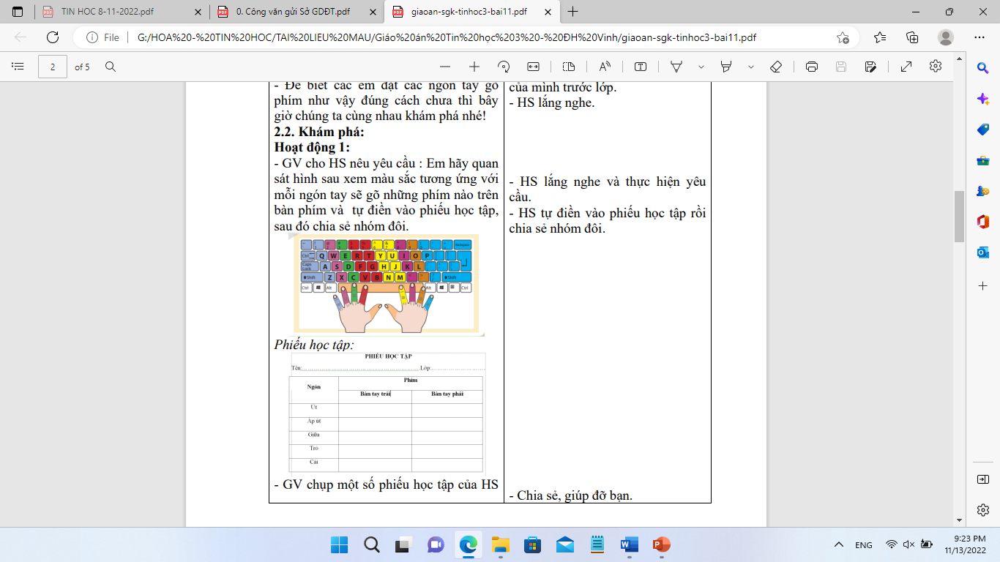 TIN HOC 8-11-2022.pdf
0. Công văn gửi Sở GDĐT.pdf
giaoan-sgk-tinhoc3-bai11.pdf
File
G:/HOA%20-%20TIN%20HOC/TAI%20LIEU%20MAU/Giáo%20án%20Tin%20học%203%20-%20ĐH%20Vinh/giaoan-sgk-tinhoc3-bai11.pdf
2 of 5
- Để biết các em đặt các ngón tay gõ
phím như vậy đúng cách chưa thì bây
giờ chúng ta cùng nhau khám phá nhé!
2.2. Khám phá:
Hoạt động 1:
- GV cho HS nêu yêu cầu : Em hãy quan
sát hình sau xem màu sắc tương ứng với
mỗi ngón tay sẽ gõ những phím nào trên
bàn phím và tự điền vào phiếu học tập,
sau đó chia sẻ nhóm đôi.
Backspace
Ctrl Q W E R T Y U I O P
Caps Lock A S D F G H J K L
Shift Z X C V B N M Shift
Ctrl Alt Alt Ctrl
Phiếu học tập:
PHIẾU HỌC TẬP
Tên: Lớp:
Ngón Phím
Bàn tay trái Bàn tay phải
Út
Áp út
Giữa
Trỏ
Cái
- GV chụp một số phiếu học tập của HS
của mình trước lớp.
- HS lắng nghe.
- HS lắng nghe và thực hiện yêu
cầu.
- HS tự điền vào phiếu học tập rồi
chia sẻ nhóm đôi.
- Chia sẻ, giúp đỡ bạn.
ENG
9:23 PM
11/13/2022